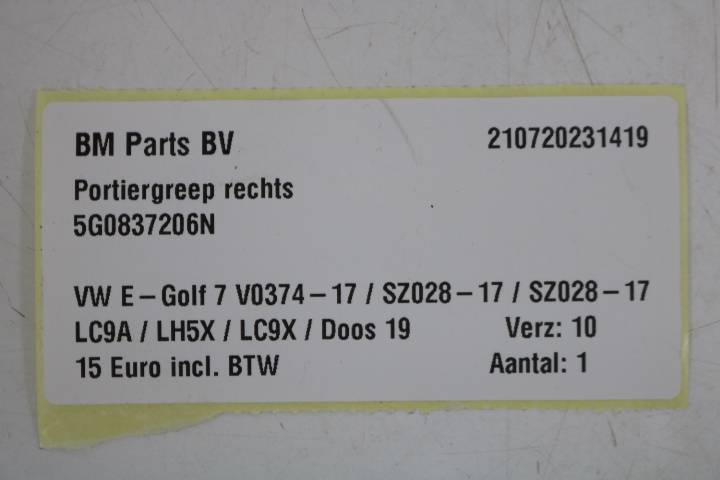 BM Parts BV 210720231419
Portiergreep rechts
5G0837206N
VW E-Golf 7 V0374-17 / SZ028-17 / SZ028-17
LC9A / LH5X / LC9X / Doos 19 Verz: 10
15 Euro incl. BTW Aantal: 1